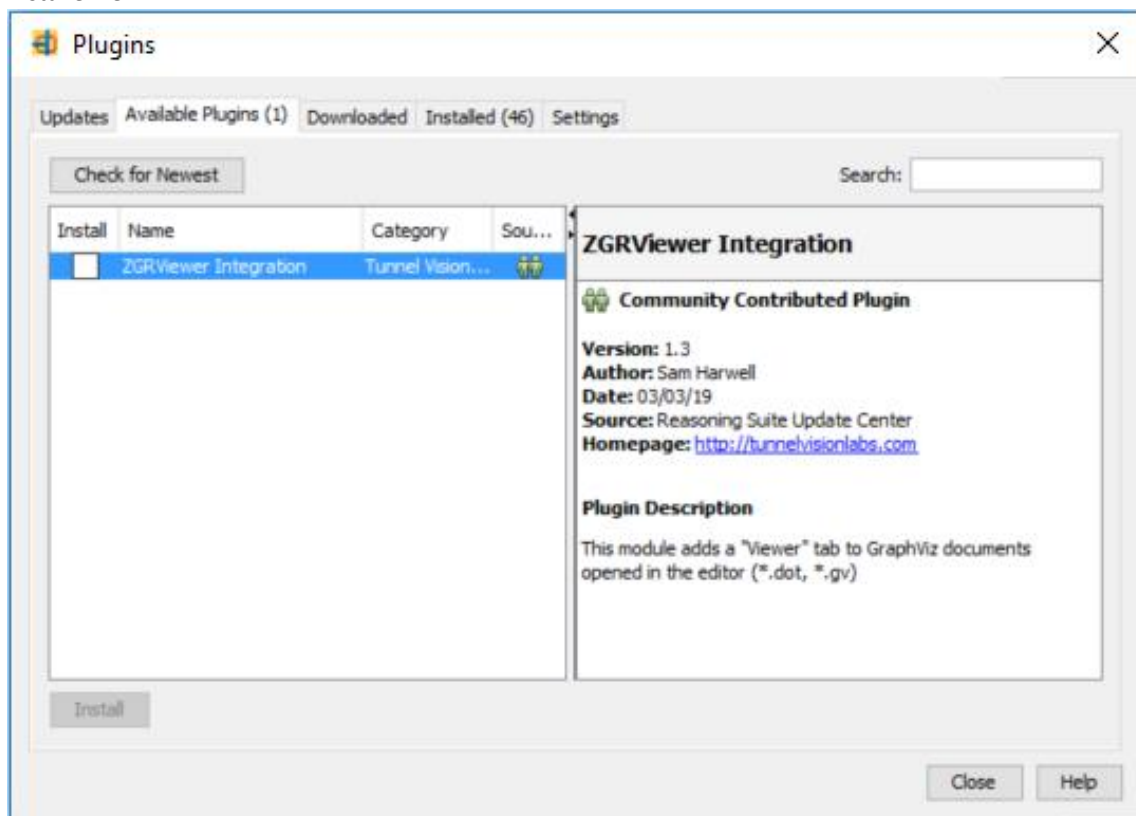 Plugins
Updates Available Plugins (1) Downloaded Installed (46) Settings
Check for Newest Search:
Install Name Category Sou...
ZGRViewer Integration Tunnel Vision...
ZGRViewer Integration
Community Contributed Plugin
Version: 1.3
Author: Sam Harwell
Date: 03/03/19
Source: Reasoning Suite Update Center
Homepage: http://tunnelvisionlabs.com
Plugin Description
This module adds a "Viewer" tab to GraphViz documents
opened in the editor (*.dot, *.gv)
Install
Close Help